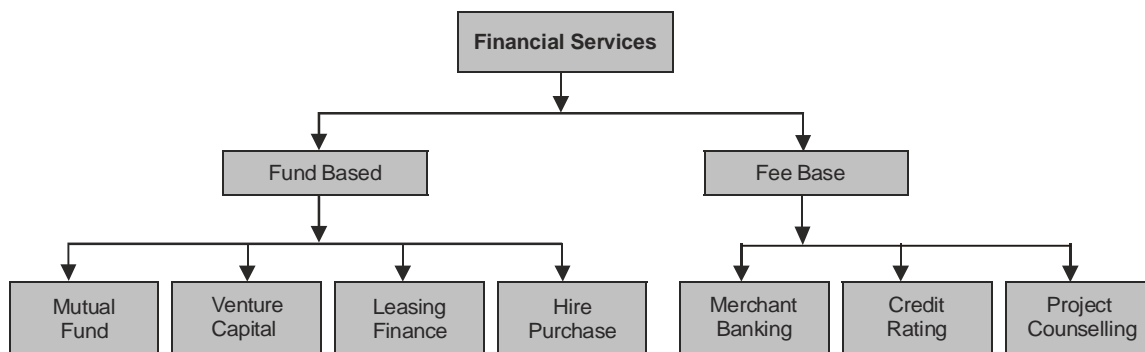 Financial Services
Fund Based
Fee Base
Mutual
Fund
Venture
Capital
Leasing
Finance
Hire
Purchase
Merchant
Banking
Credit
Rating
Project
Counselling